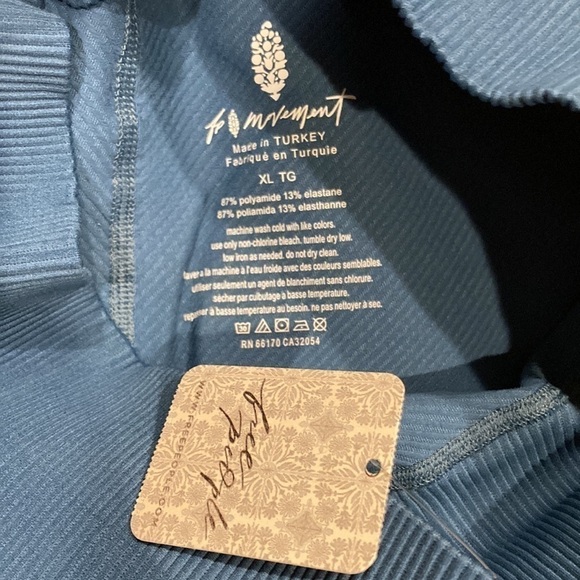 fp movement
Made in TURKEY
Fabriqué en Turquie
XL TG
87% polyamide 13% elastane
87% poliamida 13% elasthanne
machine wash cold with like colors.
use only non-chlorine bleach. tumble dry low.
low iron as needed. do not dry clean.
laver a la machine à l'eau froide avec des couleurs semblables.
utiliser seulement un agent de blanchiment sans chlorure.
sécher par culbutage à basse temperature.
repasser à basse temperature au besoin. ne pas nettoyer à sec.
RN 66170 CA32054
free
people
WWW.FREEPEOPLE.COM